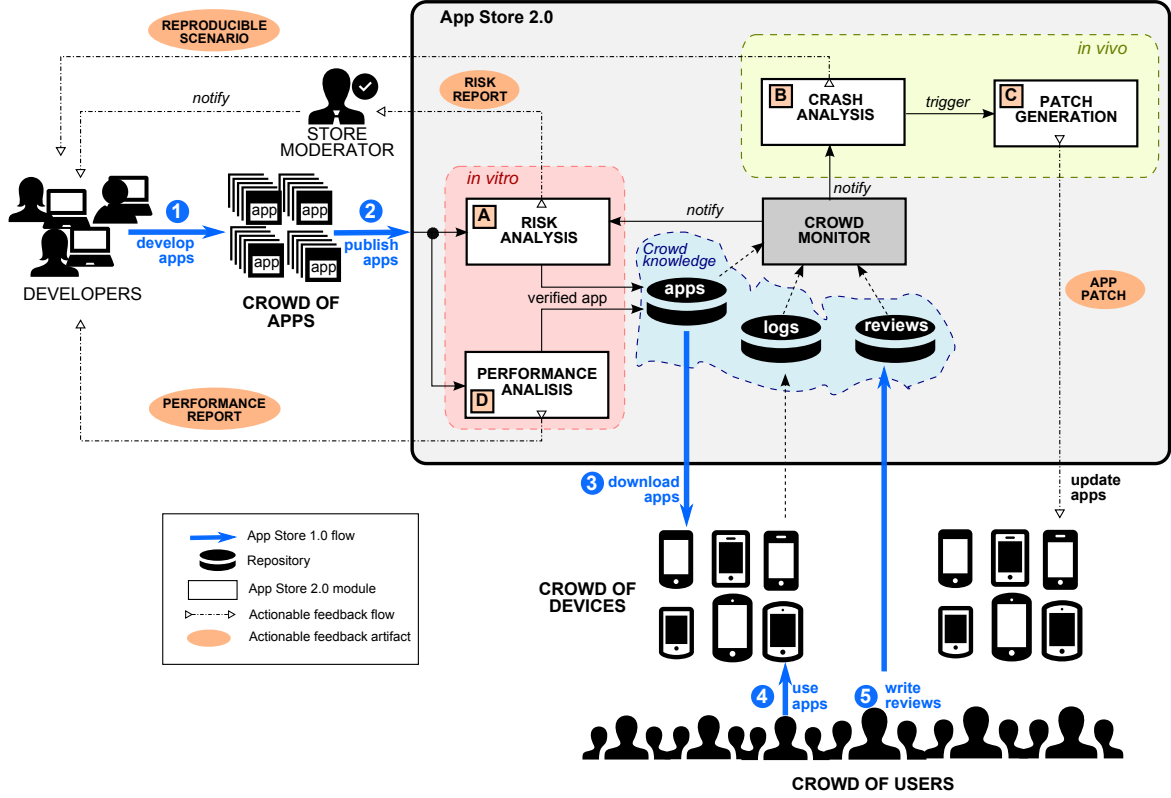 App Store 2.0
REPRODUCIBLE
SCENARIO
in vivo
RISK
REPORT
notify
STORE
MODERATOR
B
CRASH
ANALYSIS
trigger
C
PATCH
GENERATION
in vitro
notify
A
RISK
ANALYSIS
notify
CROWD
MONITOR
1
develop
apps
app
app
app
app
2
publish
apps
DEVELOPERS
CROWD OF
APPS
Crowd
knowledge
apps
verified app
logs
reviews
APP
PATCH
PERFORMANCE
ANALISIS
D
PERFORMANCE
REPORT
3 download
apps
update
apps
App Store 1.0 flow
Repository
App Store 2.0 module
Actionable feedback flow
Actionable feedback artifact
CROWD OF
DEVICES
4 use
apps
5 write
reviews
CROWD OF USERS